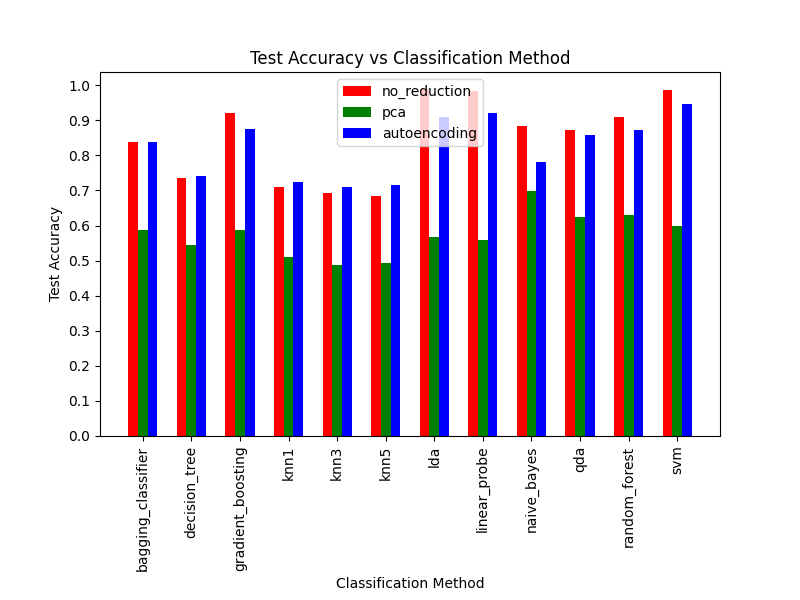 Test Accuracy vs Classification Method
no_reduction
pca
autoencoding
Test Accuracy
1.0
0.9
0.8
0.7
0.6
0.5
0.4
0.3
0.2
0.1
0.0
bagging_classifier
decision_tree
gradient_boosting
knn1
knn3
knn5
lda
linear_probe
naive_bayes
qda
random_forest
svm
Classification Method